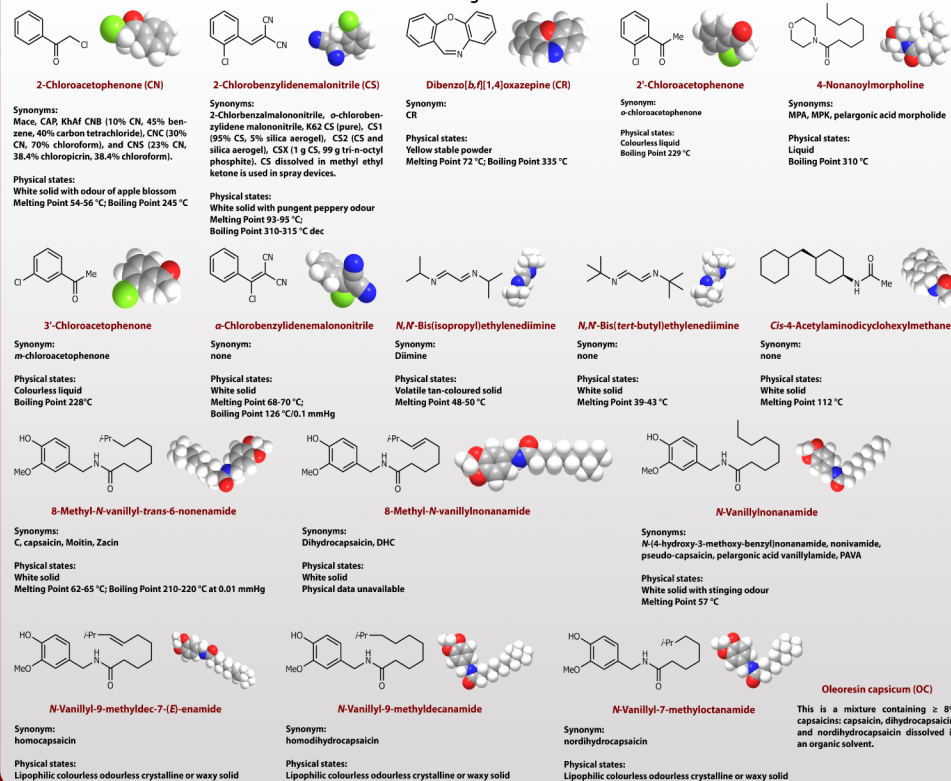 2-Chloroacetophenone (CN)
Synonyms:
Mace, CAP, KhAf CNB (10% CN, 45% ben-
zene, 40% carbon tetrachloride), CNC (30%
CN, 70% chloroform), and CNS (23% CN,
38.4% chloropicrin, 38.4% chloroform).
Physical states:
White solid with odour of apple blossom
Melting Point 54-56 °C; Boiling Point 245 °C
2-Chlorobenzylidenemalonitrile (CS)
Synonyms:
2-Chlorbenzalmalononitrile, o-chloroben-
zylidene malononitrile, K62 CS (pure), CS1
(95% CS, 5% silica aerogel), CS2 (CS and
silica aerogel), CSX (1 g CS, 99 g tri-n-octyl
phosphite). CS dissolved in methyl ethyl
ketone is used in spray devices.
Physical states:
White solid with pungent peppery odour
Melting Point 93-95 °C;
Boiling Point 310-315 °C dec
Dibenzo[b,f][1,4]oxazepine (CR)
Synonym:
CR
Physical states:
Yellow stable powder
Melting Point 72 °C; Boiling Point 335 °C
2'-Chloroacetophenone
Synonym:
o-chloroacetophenone
Physical states:
Colourless liquid
Boiling Point 229 °C
4-Nonanoylmorpholine
Synonyms:
MPA, MPK, pelargonic acid morpholide
Physical states:
Liquid
Boiling Point 310 °C
3'-Chloroacetophenone
Synonym:
m-chloroacetophenone
Physical states:
Colourless liquid
Boiling Point 228°C
α-Chlorobenzylidenemalononitrile
Synonym:
none
Physical states:
White solid
Melting Point 68-70 °C;
Boiling Point 126 °C/0.1 mmHg
N,N'-Bis(isopropyl)ethylenediimine
Synonym:
Diimine
Physical states:
Volatile tan-coloured solid
Melting Point 48-50 °C
N,N'-Bis(tert-butyl)ethylenediimine
Synonym:
none
Physical states:
White solid
Melting Point 39-43 °C
Cis-4-Acetylaminodicyclohexylmethane
Synonym:
none
Physical states:
White solid
Melting Point 112 °C
8-Methyl-N-vanillyl-trans-6-nonenamide
Synonyms:
C, capsaicin, Moitin, Zacin
Physical states:
White solid
Melting Point 62-65 °C; Boiling Point 210-220 °C at 0.01 mmHg
8-Methyl-N-vanillylnonanamide
Synonyms:
Dihydrocapsaicin, DHC
Physical states:
White solid
Physical data unavailable
N-Vanillylnonanamide
Synonyms:
N-(4-hydroxy-3-methoxy-benzyl)nonanamide, nonivamide,
pseudo-capsaicin, pelargonic acid vanillylamide, PAVA
Physical states:
White solid with stinging odour
Melting Point 57 °C
N-Vanillyl-9-methyldec-7-(E)-enamide
Synonym:
homocapsaicin
Physical states:
Lipophilic colourless odourless crystalline or waxy solid
N-Vanillyl-9-methyldecanamide
Synonym:
homodihydrocapsaicin
Physical states:
Lipophilic colourless odourless crystalline or waxy solid
N-Vanillyl-7-methyloctanamide
Synonym:
nordihydrocapsaicin
Physical states:
Lipophilic colourless odourless crystalline or waxy solid
Oleoresin capsicum (OC)
This is a mixture containing ≥ 8%
capsaicins: capsaicin, dihydrocapsaicin
and nordihydrocapsaicin dissolved i
an organic solvent.